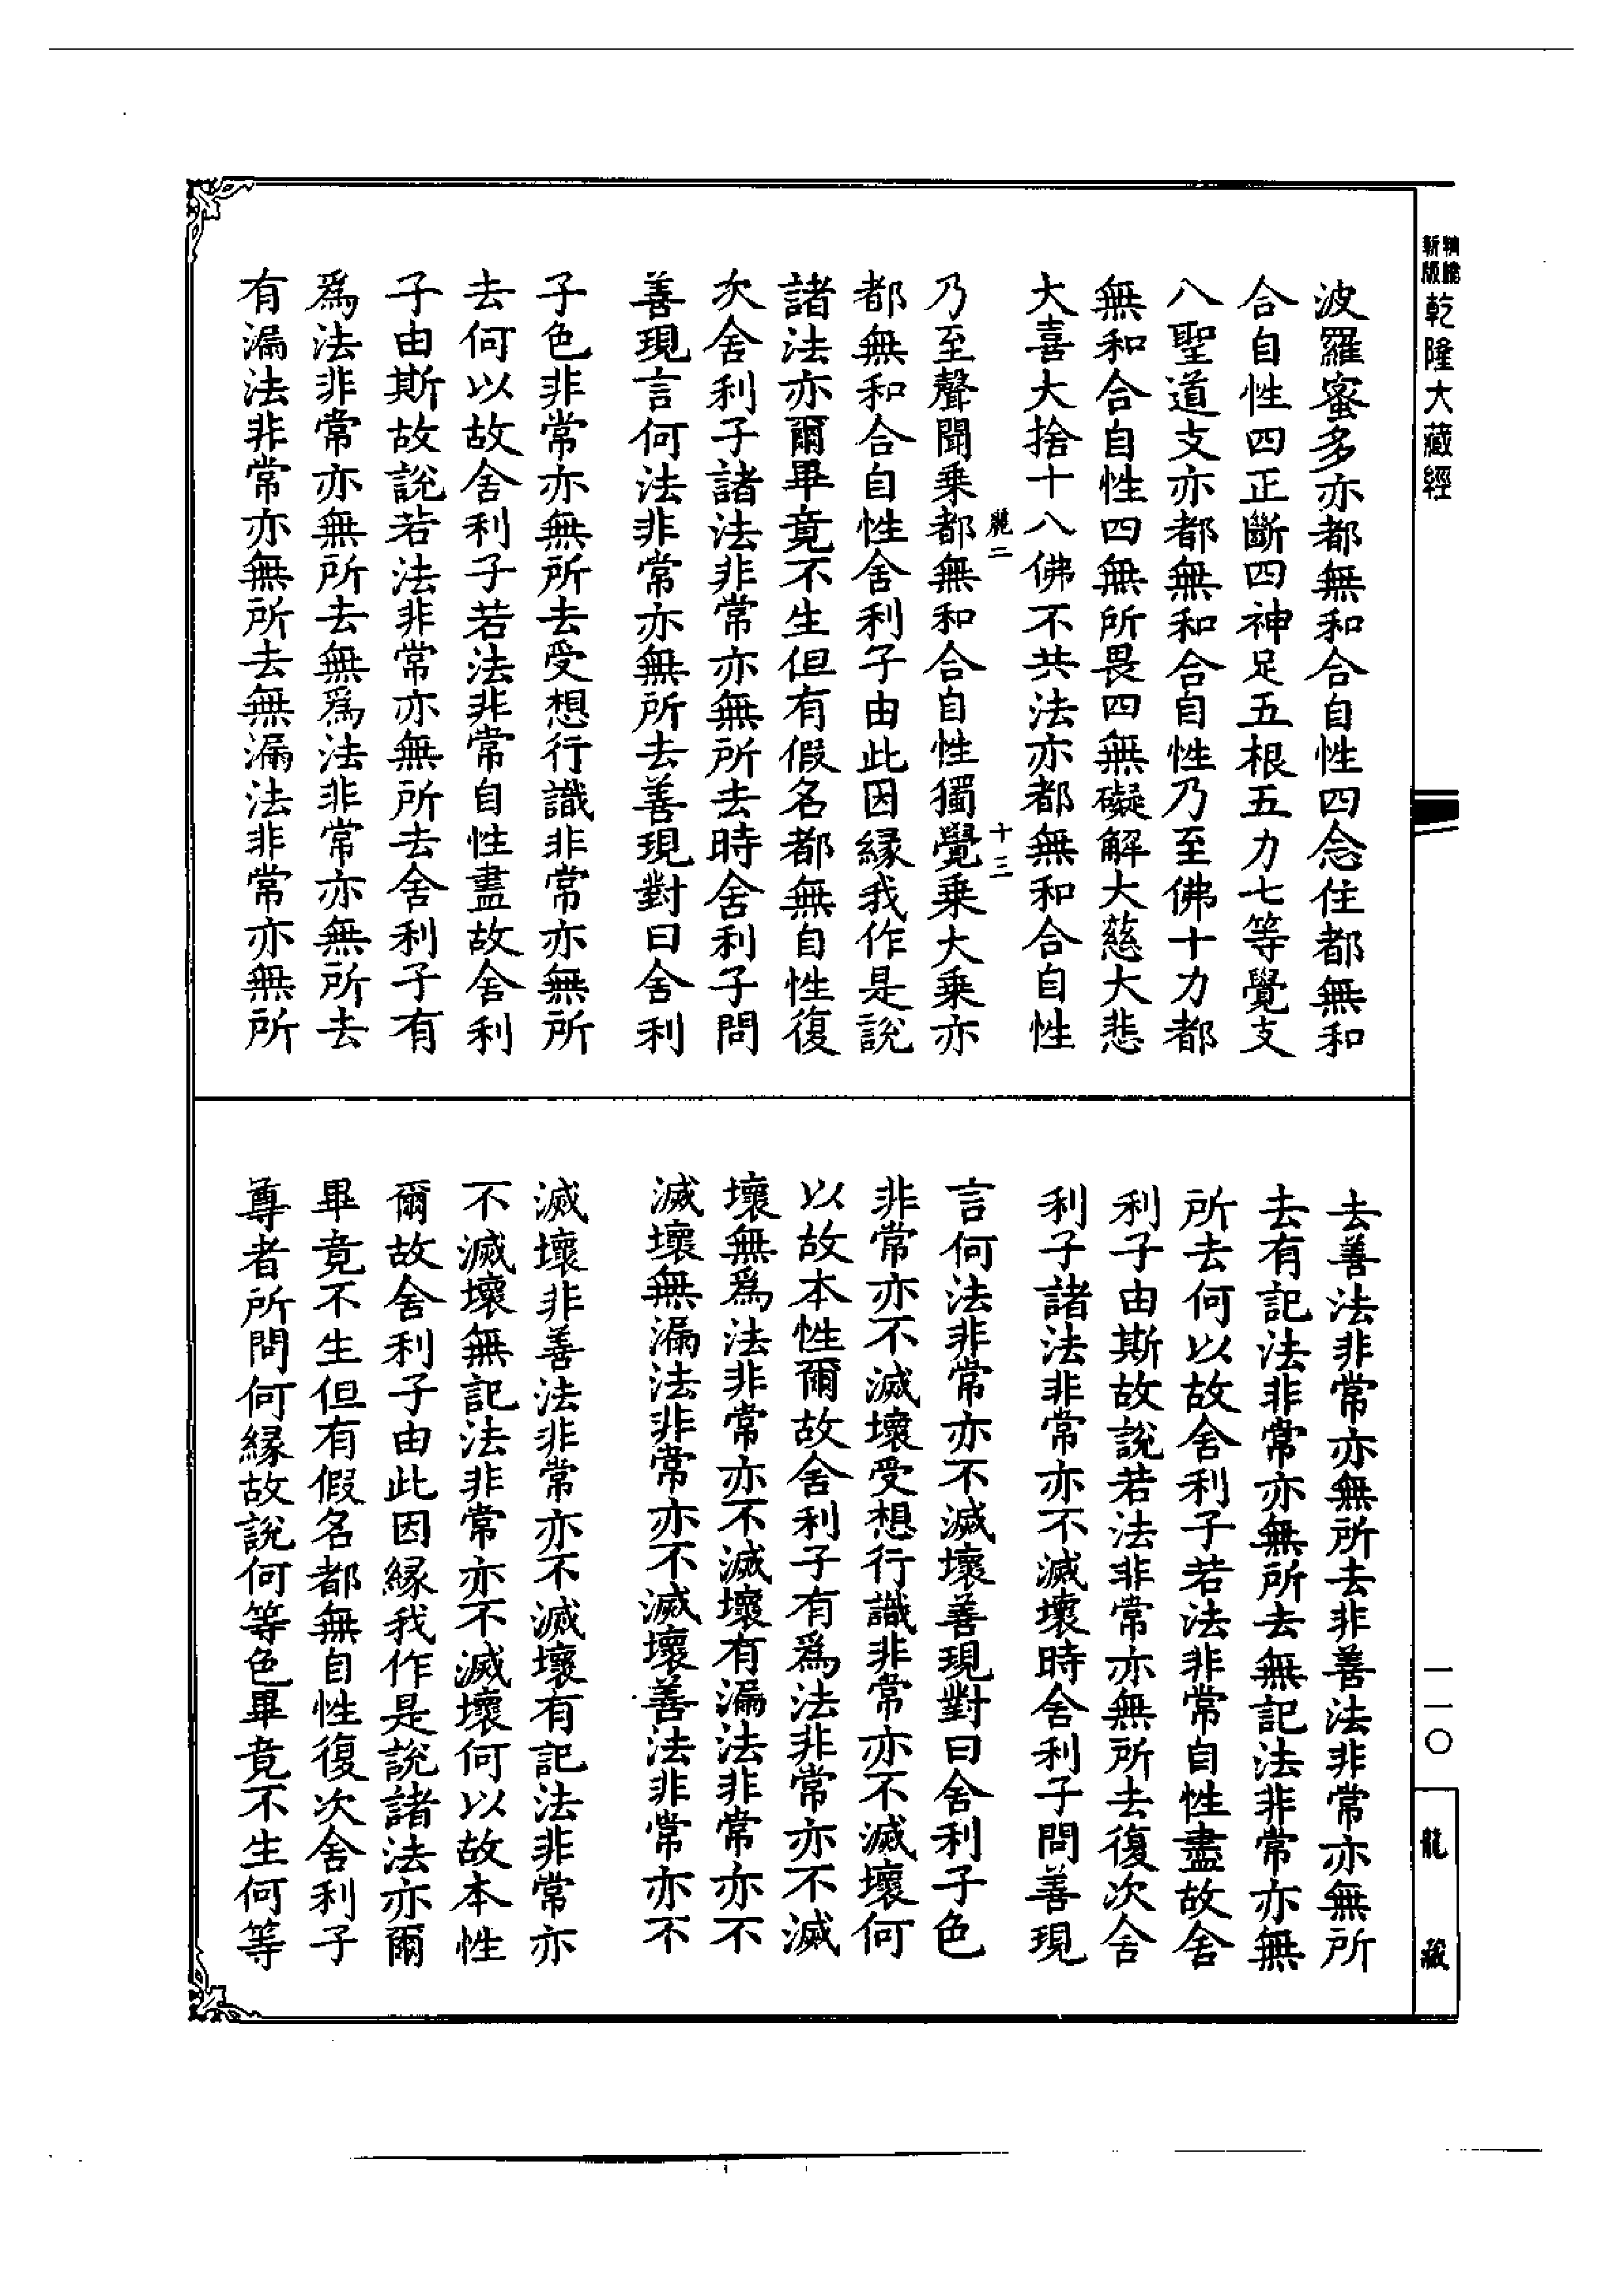 乾隆大藏經
波羅蜜多亦都無和合自性四念住都無和
合自性四正斷四神足五根五力七等覺支
八聖道支亦都無和合自性乃至佛十力都
無和合自性四無所畏四無礙解大慈大悲
大喜大捨十八佛不共法亦都無和合自性
麗二 十三
乃至聲聞乘都無和合自性獨覺乘大乘亦
都無和合自性舍利子由此因緣我作是說
諸法亦爾畢竟不生但有假名都無自性復
次舍利子諸法非常亦無所去時舍利子問
善現言何法非常亦無所去善現對曰舍利
子色非常亦無所去受想行識非常亦無所
去何以故舍利子若法非常自性盡故舍利
子由斯故說若法非常亦無所去舍利子有
為法非常亦無所去無為法非常亦無所去
有漏法非常亦無所去無漏法非常亦無所
去善法非常亦無所去非善法非常亦無所
去有記法非常亦無所去無記法非常亦無
所去何以故舍利子若法非常自性盡故舍
利子由斯故說若法非常亦無所去復次舍
利子諸法非常亦不滅壞時舍利子問善現
言何法非常亦不滅壞善現對曰舍利子色
非常亦不滅壞受想行識非常亦不滅壞何
以故本性爾故舍利子有為法非常亦不滅
壞無為法非常亦不滅壞有漏法非常亦不
滅壞無漏法非常亦不滅壞善法非常亦不
滅壞非善法非常亦不滅壞有記法非常亦
不滅壞無記法非常亦不滅壞何以故本性
爾故舍利子由此因緣我作是說諸法亦爾
畢竟不生但有假名都無自性復次舍利子
尊者所問何緣故說何等色畢竟不生何等
一一〇
龍藏